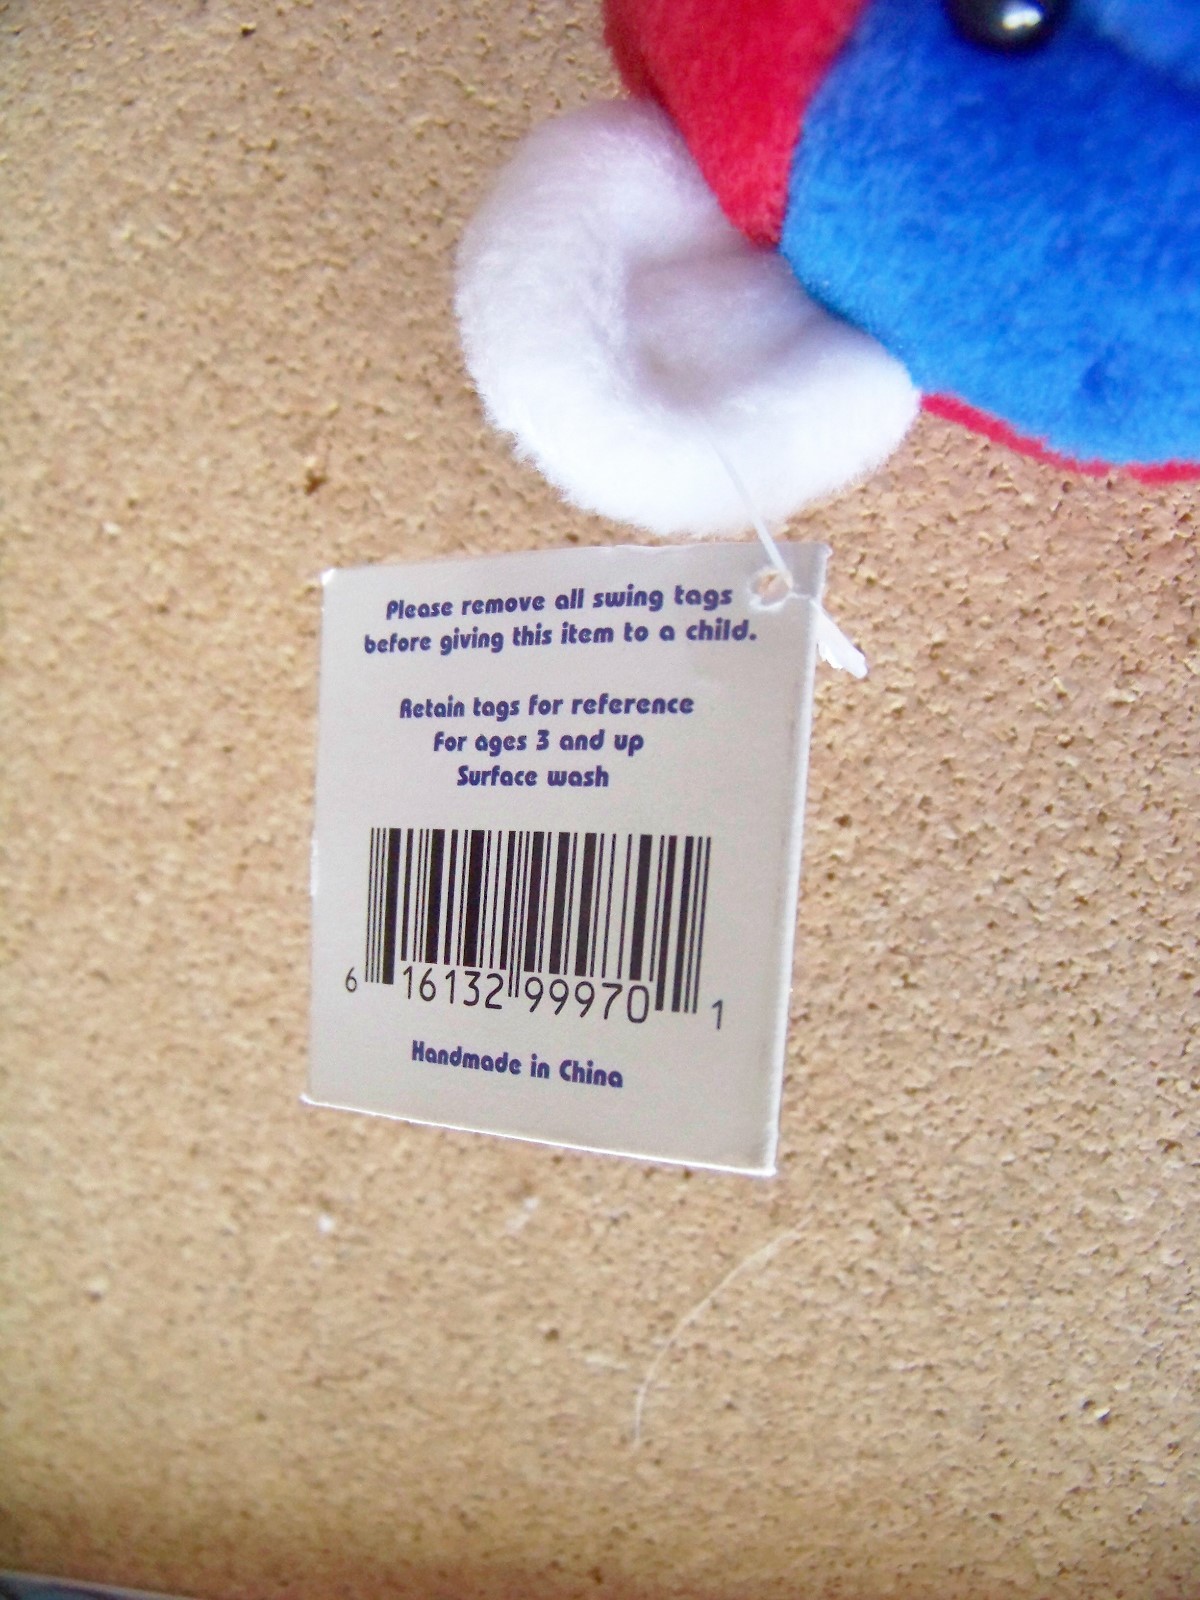 Please remove all swing tags
before giving this item to a child.
Retain tags for reference
For ages 3 and up
Surface wash
6 16132 99970 1
Handmade in China